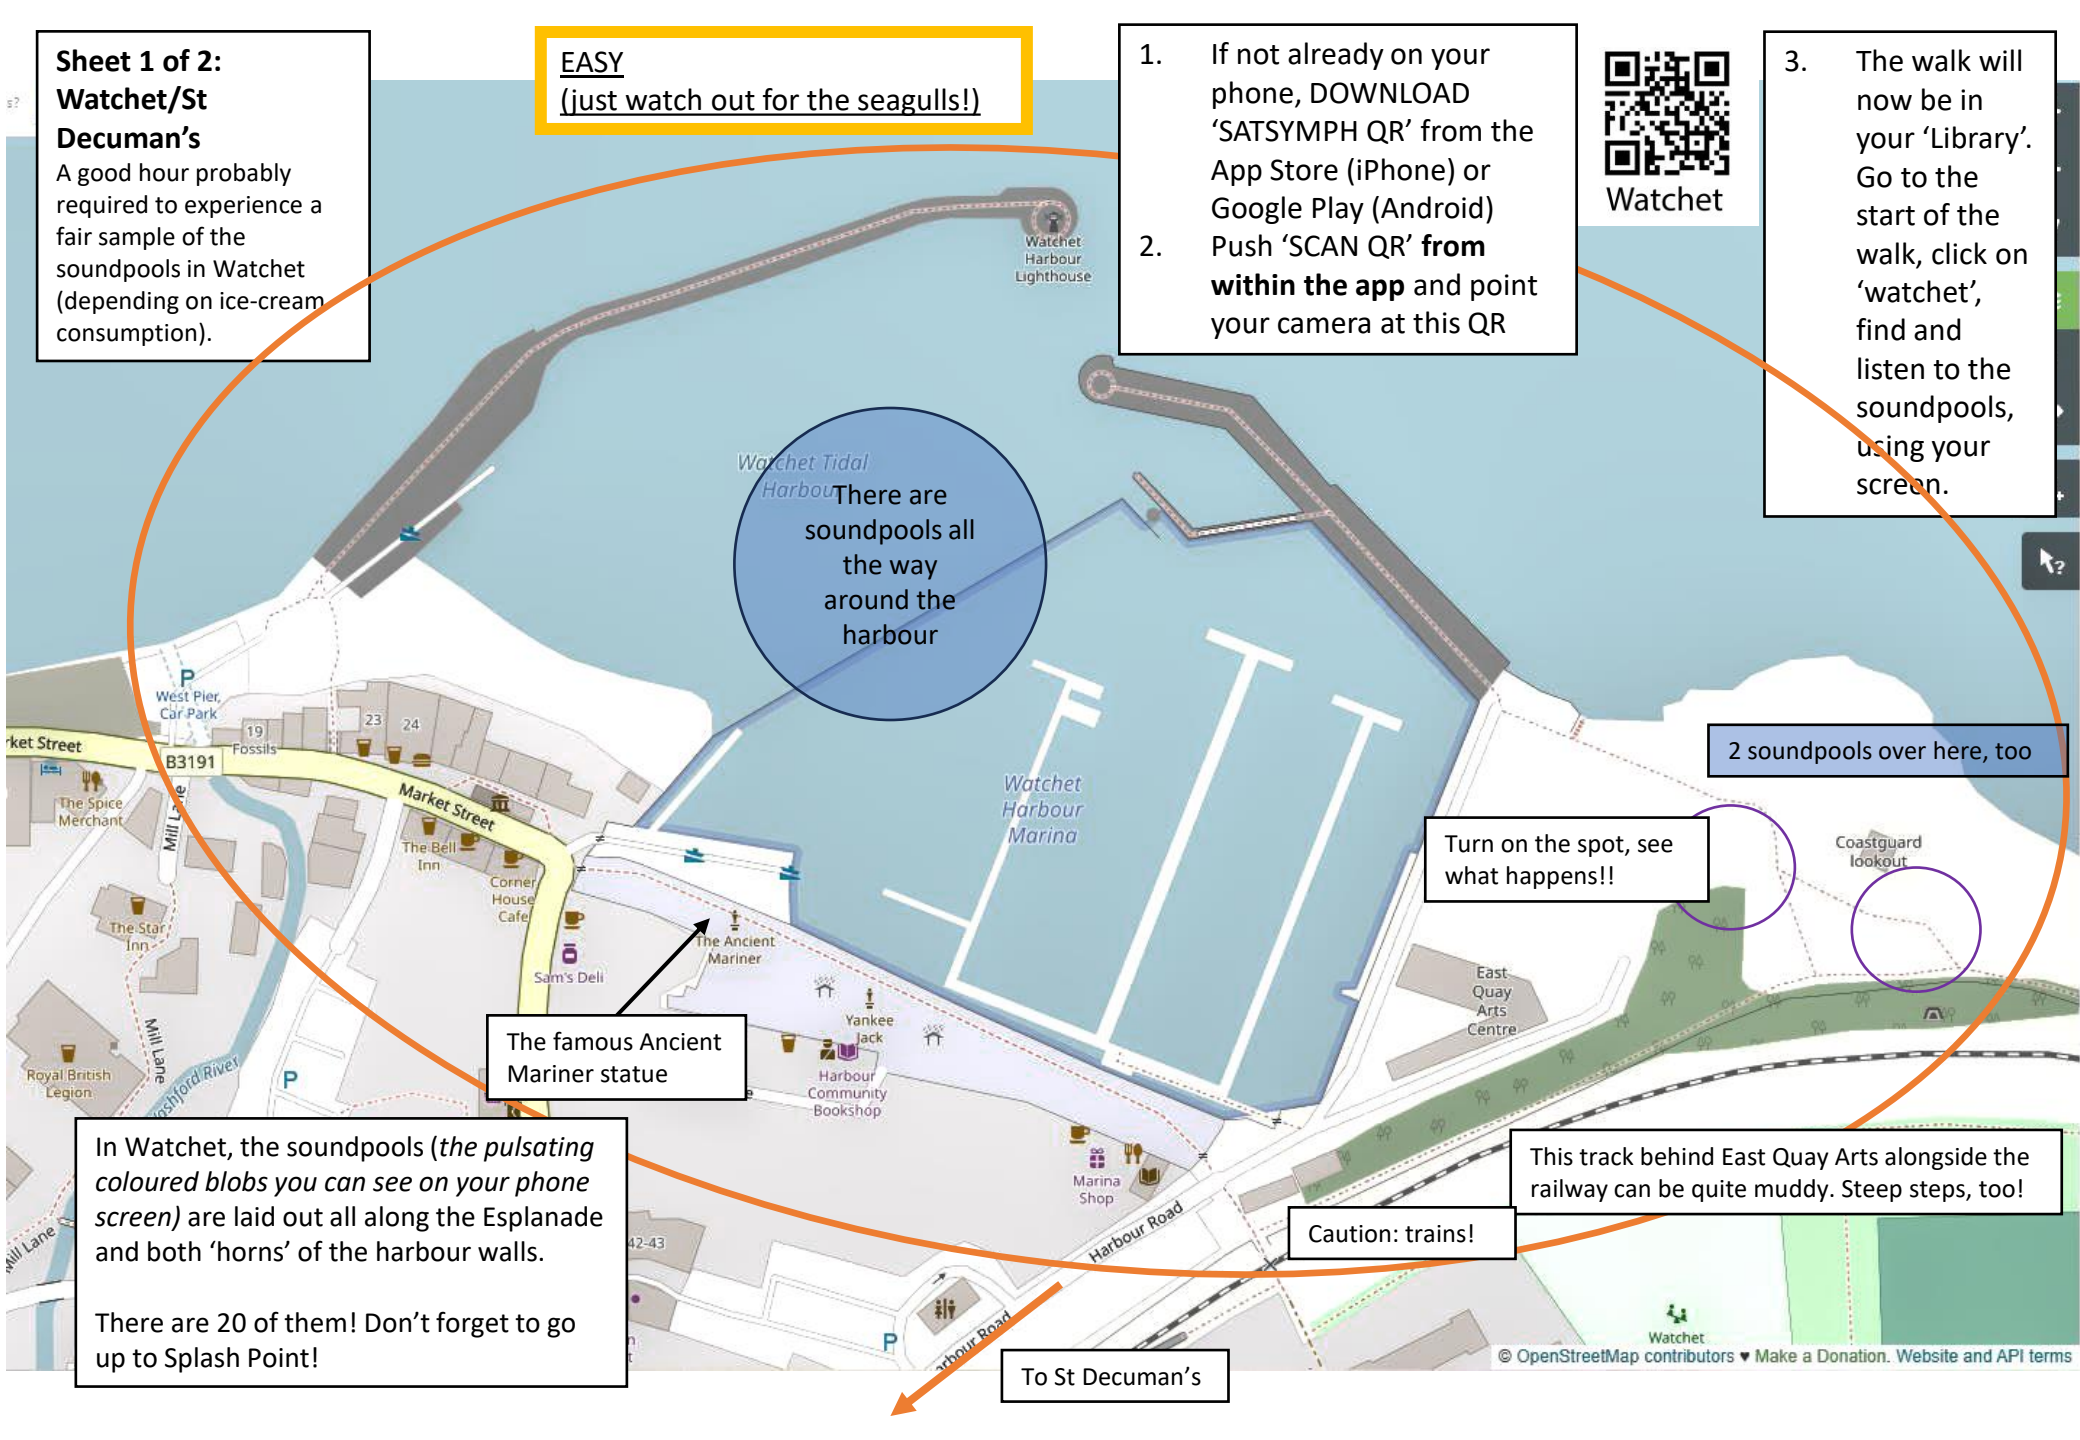 Sheet 1 of 2:
Watchet/St
Decuman’s
A good hour probably
required to experience a
fair sample of the
soundpools in Watchet
(depending on ice-cream
consumption).
EASY
(just watch out for the seagulls!)
1. If not already on your
phone, DOWNLOAD
‘SATSYMPH QR’ from the
App Store (iPhone) or
Google Play (Android)
2. Push ‘SCAN QR’ from
within the app and point
your camera at this QR
Watchet
3. The walk will
now be in
your ‘Library’.
Go to the
start of the
walk, click on
‘watchet’,
find and
listen to the
soundpools,
using your
screen.
s?
Watchet
Harbour
Lighthouse
Watchet Tidal
Harbour
There are
soundpools all
the way
around the
harbour
?
P
West Pier,
Car Park
19
Fossils
23
24
rket Street
B3191
Market Street
The Spice
Merchant
Mill Lane
The Bell
Inn
Corner
House
Cafe
The Star
Inn
Sam's Deli
The Ancient
Mariner
Yankee
Jack
Watchet
Harbour
Marina
2 soundpools over here, too
Turn on the spot, see
what happens!!
Coastguard
lookout
East
Quay
Arts
Centre
The famous Ancient
Mariner statue
Harbour
Community
Bookshop
Mill Lane
Royal British
Legion
ashford River
P
In Watchet, the soundpools (the pulsating
coloured blobs you can see on your phone
screen) are laid out all along the Esplanade
and both ‘horns’ of the harbour walls.
There are 20 of them! Don’t forget to go
up to Splash Point!
Mill Lane
42-43
Marina
Shop
Harbour Road
This track behind East Quay Arts alongside the
railway can be quite muddy. Steep steps, too!
Caution: trains!
P
arbour Road
To St Decuman’s
Watchet
© OpenStreetMap contributors ♥ Make a Donation. Website and API terms